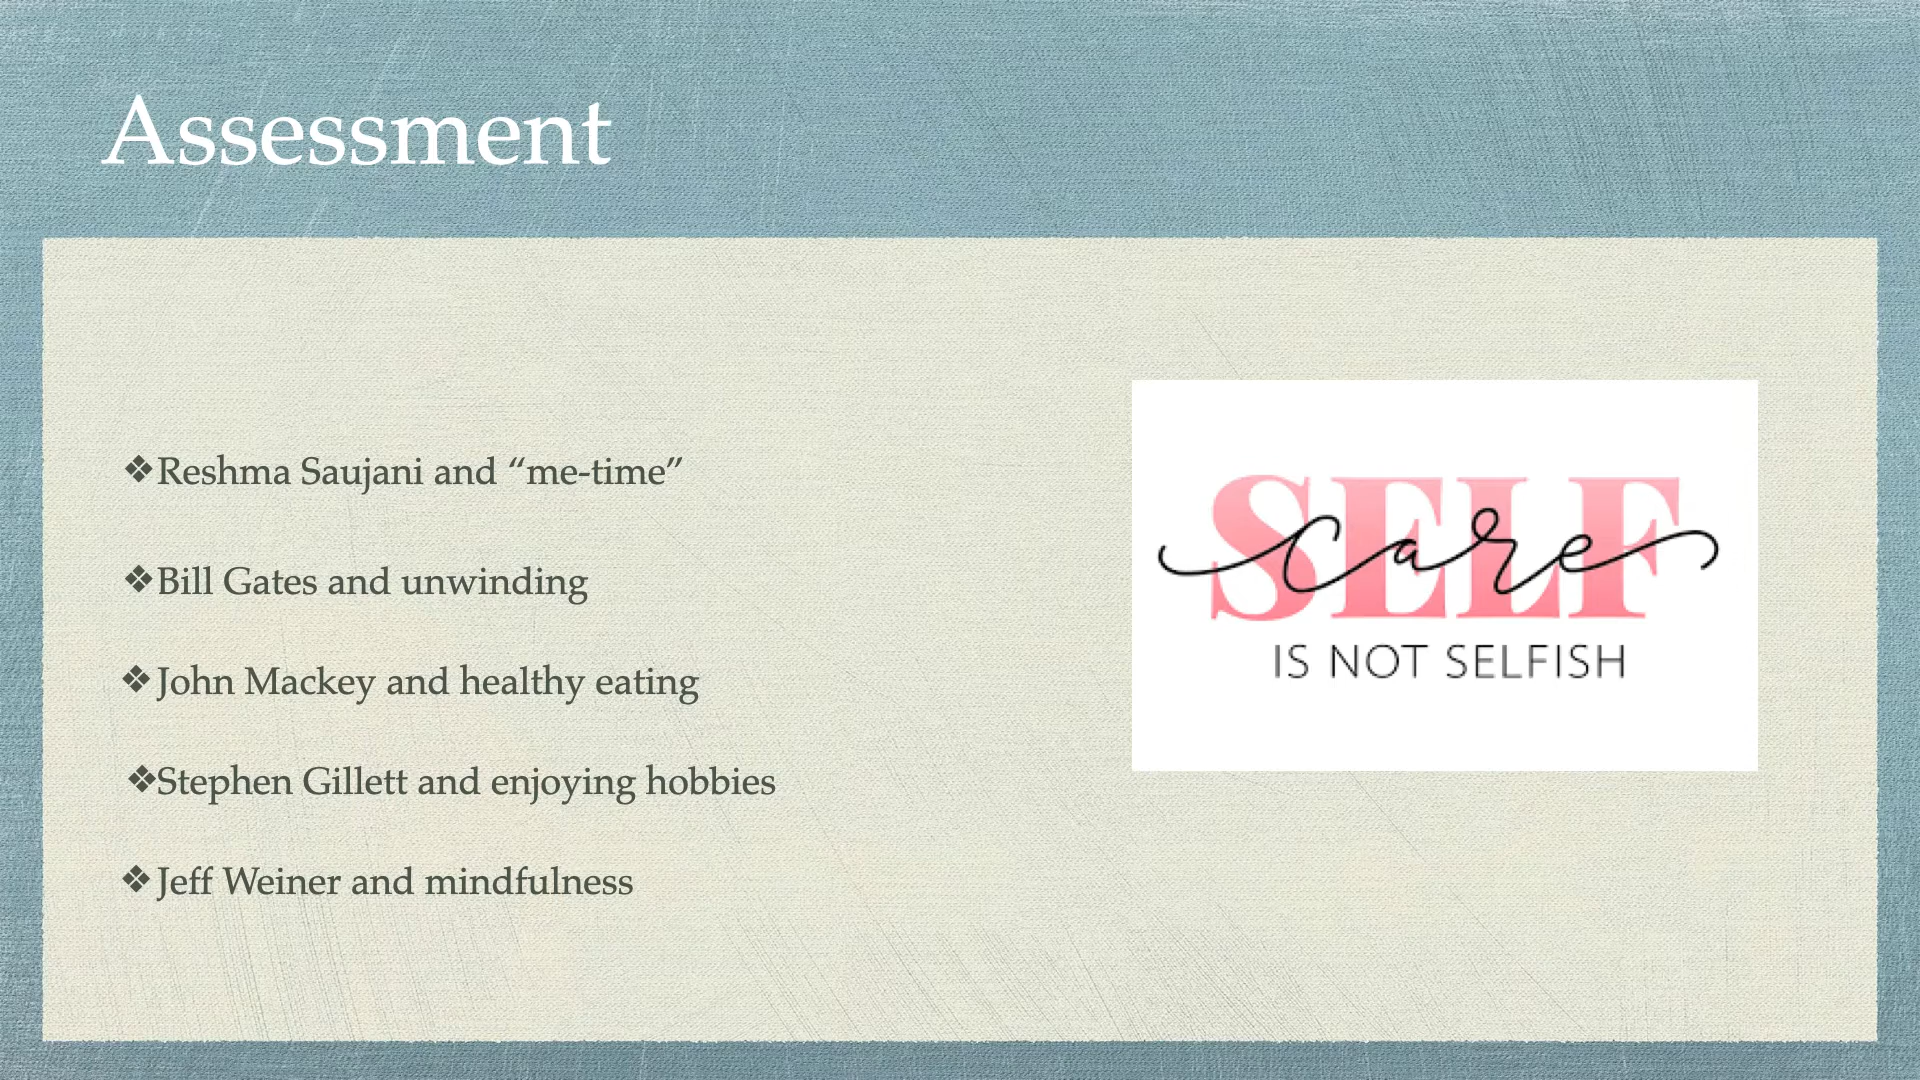 Assessment
❖Reshma Saujani and “me-time”
❖Bill Gates and unwinding
❖John Mackey and healthy eating
❖Stephen Gillett and enjoying hobbies
❖Jeff Weiner and mindfulness
SELF
care
IS NOT SELFISH